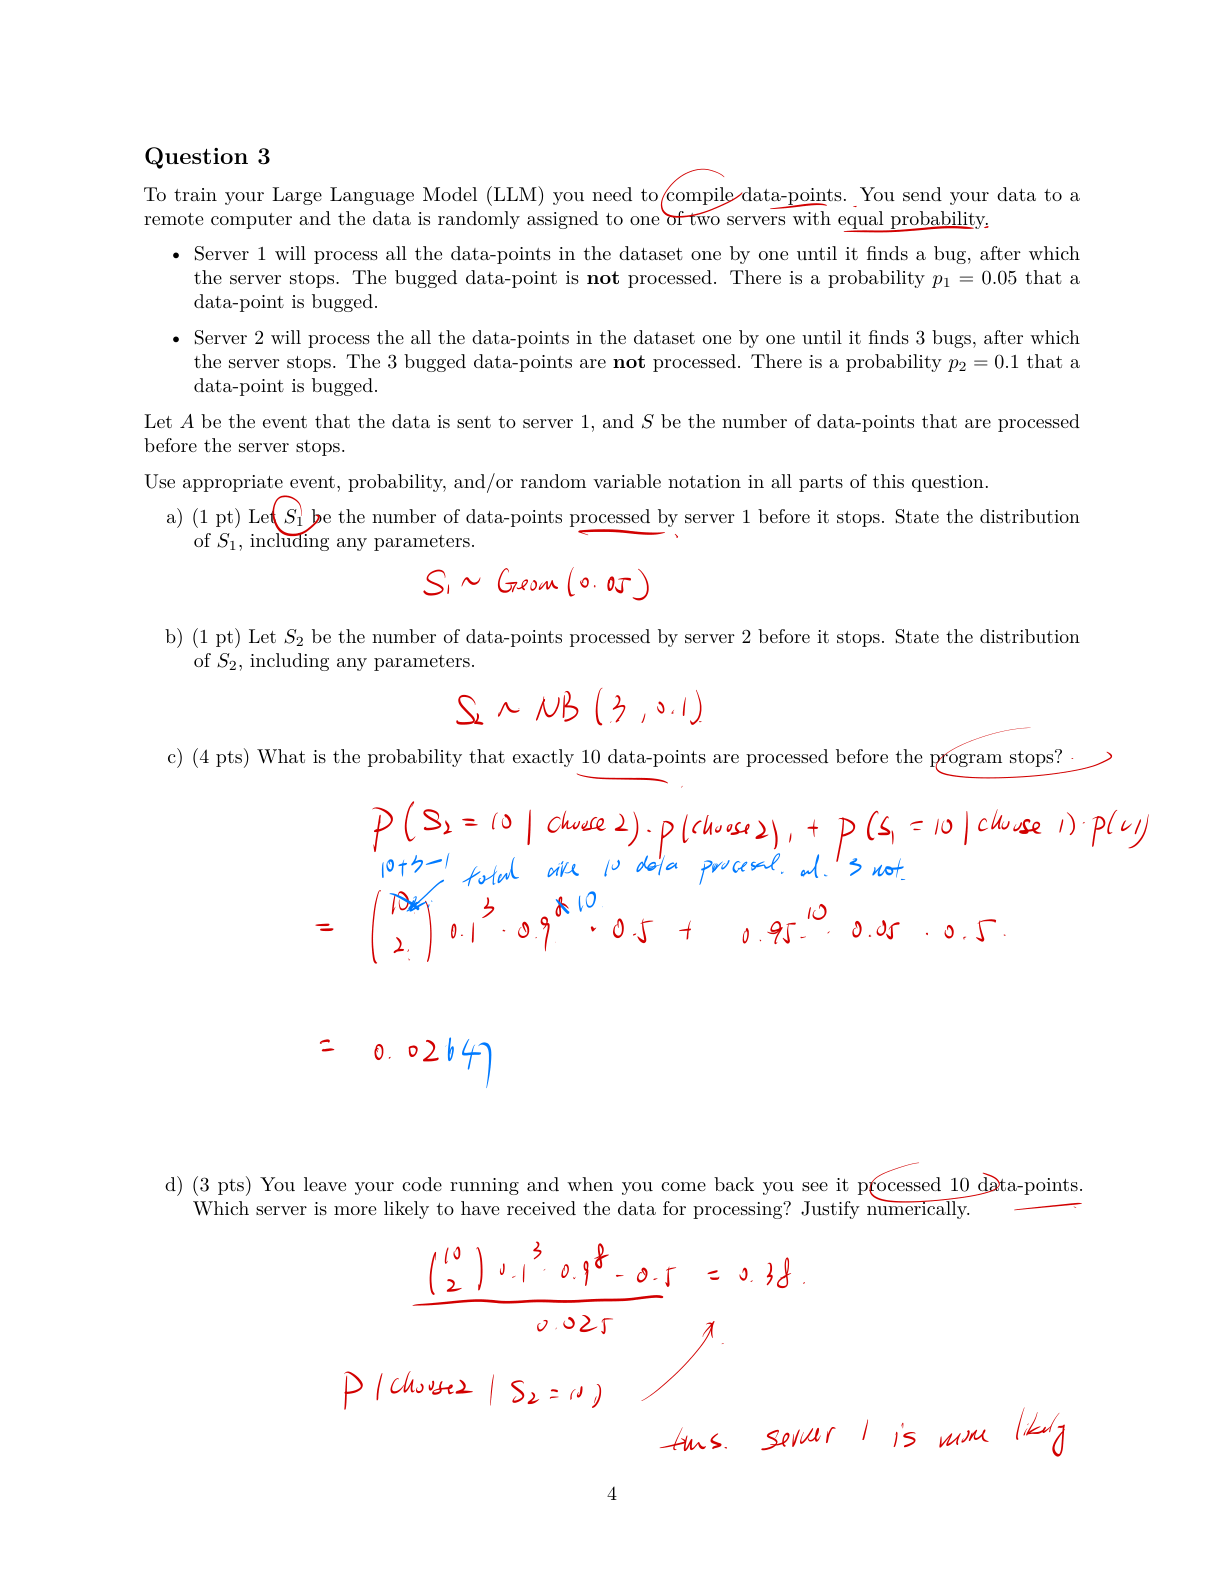 Question 3
To train your Large Language Model (LLM) you need to compile data-points. You send your data to a
remote computer and the data is randomly assigned to one of two servers with equal probability.
• Server 1 will process all the data-points in the dataset one by one until it finds a bug, after which
the server stops. The bugged data-point is not processed. There is a probability p₁ = 0.05 that a
data-point is bugged.
• Server 2 will process the all the data-points in the dataset one by one until it finds 3 bugs, after which
the server stops. The 3 bugged data-points are not processed. There is a probability p₂ = 0.1 that a
data-point is bugged.
Let A be the event that the data is sent to server 1, and S be the number of data-points that are processed
before the server stops.
Use appropriate event, probability, and/or random variable notation in all parts of this question.
a) (1 pt) Let S₁ be the number of data-points processed by server 1 before it stops. State the distribution
of S₁, including any parameters.
S₁ ~ Geom (0.05)
b) (1 pt) Let S₂ be the number of data-points processed by server 2 before it stops. State the distribution
of S₂, including any parameters.
S₂ ~ NB (3, 0.1)
c) (4 pts) What is the probability that exactly 10 data-points are processed before the program stops?
P(S₂ = 10 | choose 2) · P(choose 2), + P(S₁ = 10 | choose 1) · P(c1)
10+3-1 total are 10 data procesal. 3 not.
= (10 2) 0.1³ · 0.9¹⁰ · 0.5 + 0.95¹⁰ · 0.05 · 0.5.
= 0.02647
d) (3 pts) You leave your code running and when you come back you see it processed 10 data-points.
Which server is more likely to have received the data for processing? Justify numerically.
(10 2) 0.1³ · 0.9⁸ - 0.5 = 0.38.
0.025
P(choose2 | S₂ = 10)
thus. server 1 is more likely
4